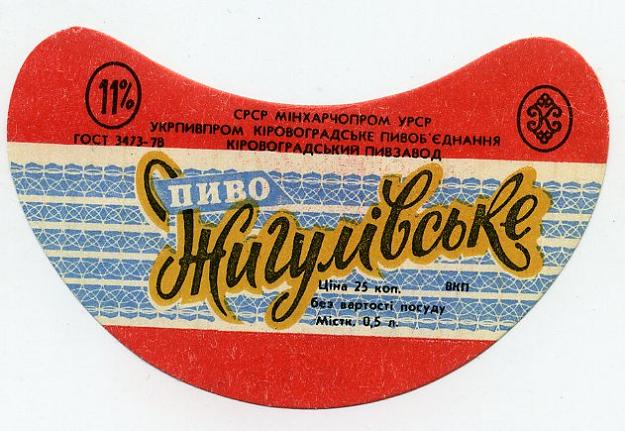 11%
СРСР МІНХАРЧОПРОМ УРСР
УКРПИВПРОМ КІРОВОГРАДСЬКЕ ПИВОБ'ЄДНАННЯ
ГОСТ 3473-78 КІРОВОГРАДСЬКИЙ ПИВЗАВОД
ПИВО
Жигулівське
Ціна 25 коп. ВКП
без вартості посуду
Містк. 0,5 л.